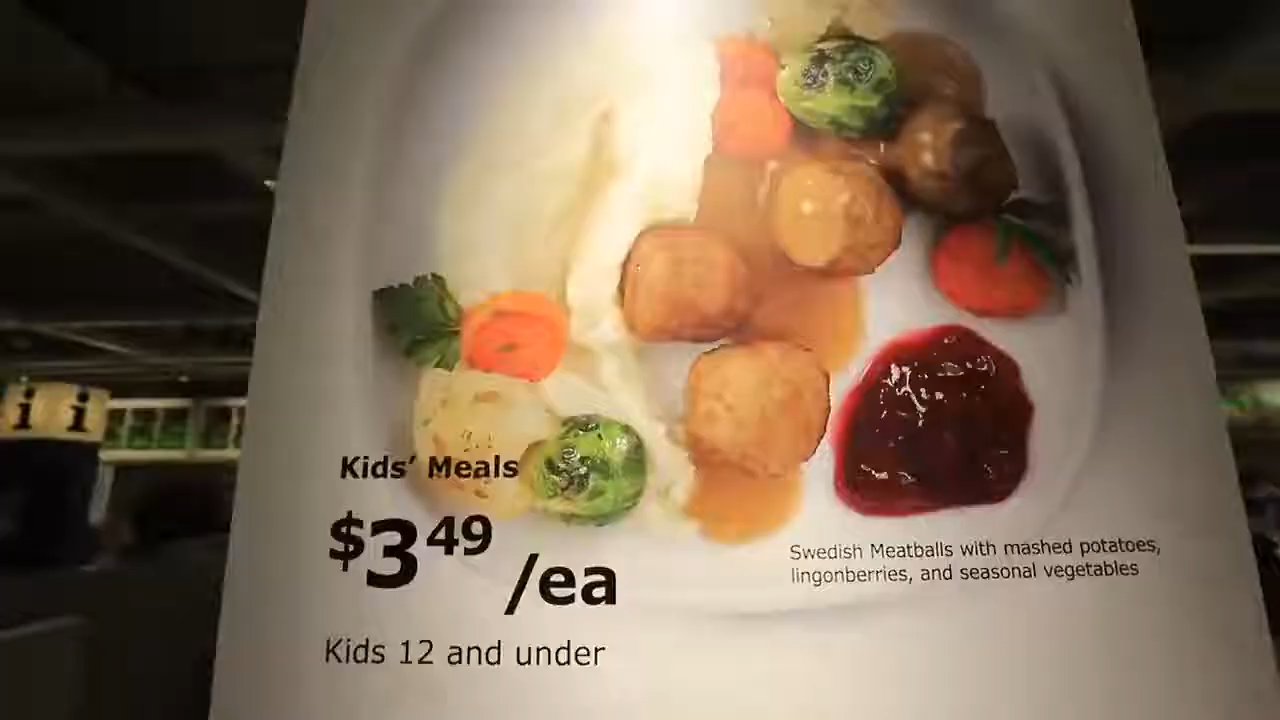 i i
Kids' Meals
$3 49 /ea
Swedish Meatballs with mashed potatoes,
lingonberries, and seasonal vegetables
Kids 12 and under